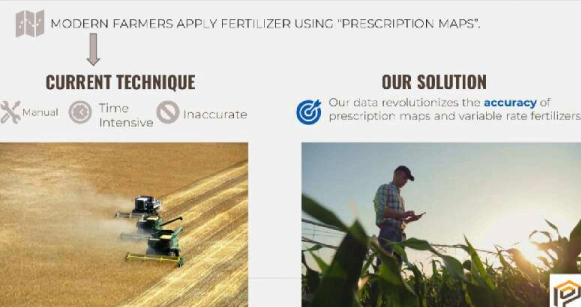 MODERN FARMERS APPLY FERTILIZER USING "PRESCRIPTION MAPS".
CURRENT TECHNIQUE
Manual
Time
Intensive
Inaccurate
OUR SOLUTION
Our data revolutionizes the accuracy of
prescription maps and variable rate fertilizers